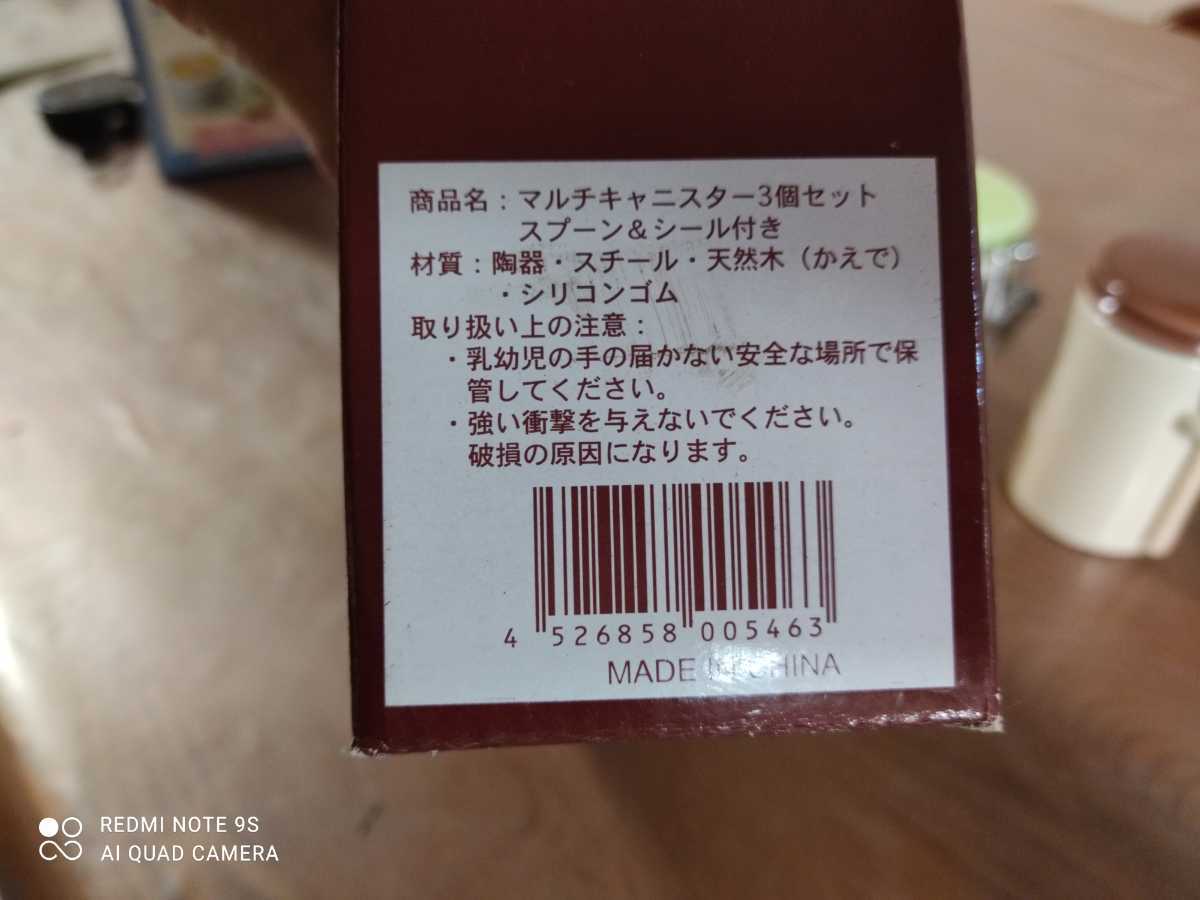 商品名：マルチキャニスター3個セット
スプーン＆シール付き
材質：陶器・スチール・天然木（かえで）
・シリコンゴム
取り扱い上の注意：
・乳幼児の手の届かない安全な場所で保
管してください。
・強い衝撃を与えないでください。
破損の原因になります。
4 526858 005463
MADE IN CHINA
REDMI NOTE 9S
AI QUAD CAMERA